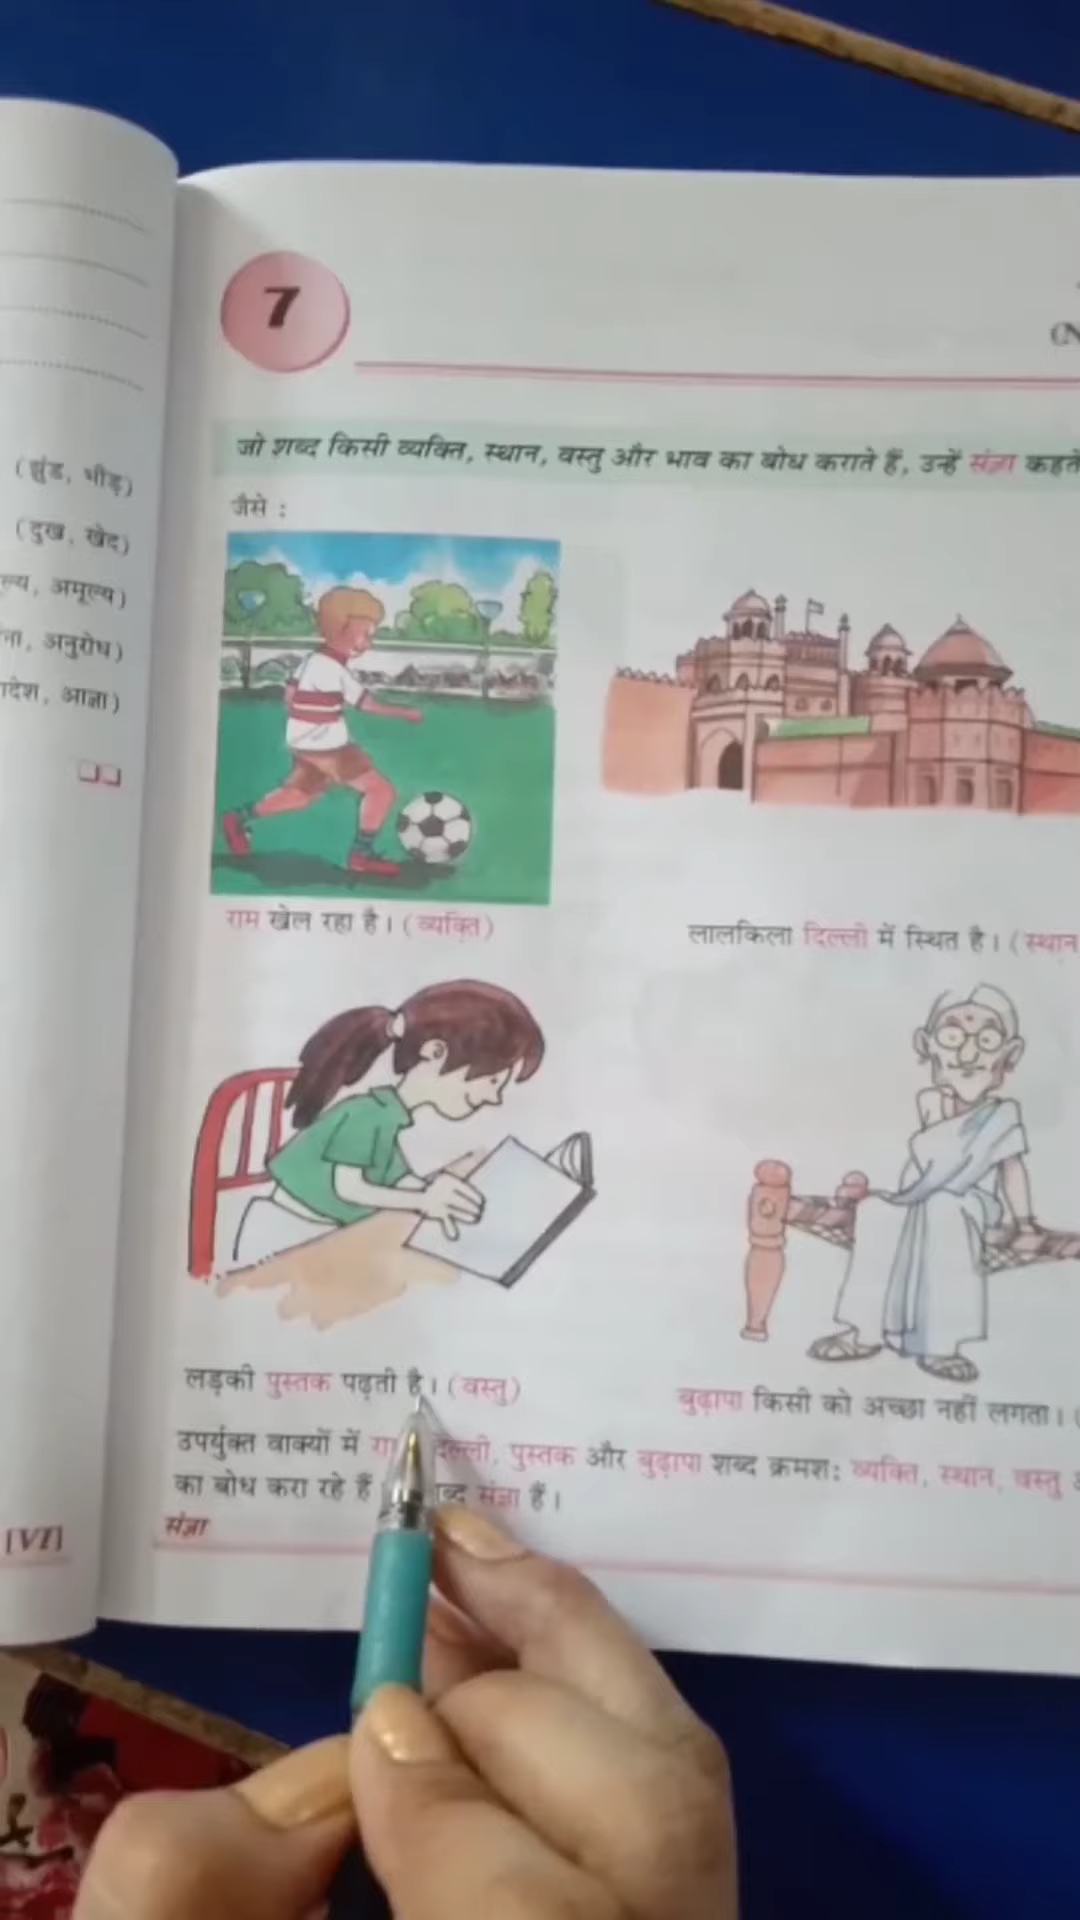 7
जो शब्द किसी व्यक्ति, स्थान, वस्तु और भाव का बोध कराते हैं, उन्हें संज्ञा कहते
जैसे :
(झुंड, भीड़)
(दुख, खेद)
अमूल्य)
अनुरोध)
आज्ञा)
राम खेल रहा है। (व्यक्ति)
लालकिला दिल्ली में स्थित है। (स्थान
लड़की पुस्तक पढ़ती है। (वस्तु)
बुढ़ापा किसी को अच्छा नहीं लगता।
उपर्युक्त वाक्यों में पुस्तक और बुढ़ापा शब्द क्रमश: व्यक्ति, स्थान, वस्तु
का बोध करा रहे हैं संज्ञा हैं।
संज्ञा
[VI]